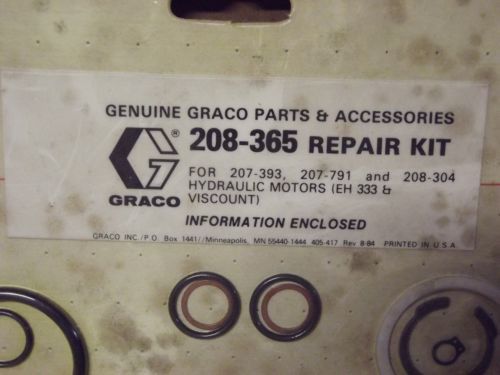 GENUINE GRACO PARTS & ACCESSORIES
® 208-365 REPAIR KIT
GRACO
FOR 207-393, 207-791 and 208-304
HYDRAULIC MOTORS (EH 333 &
VISCOUNT)
INFORMATION ENCLOSED
GRACO INC./P.O. Box 1441//Minneapolis, MN 55440-1444 405-417 Rev 8-84 PRINTED IN U.S.A.